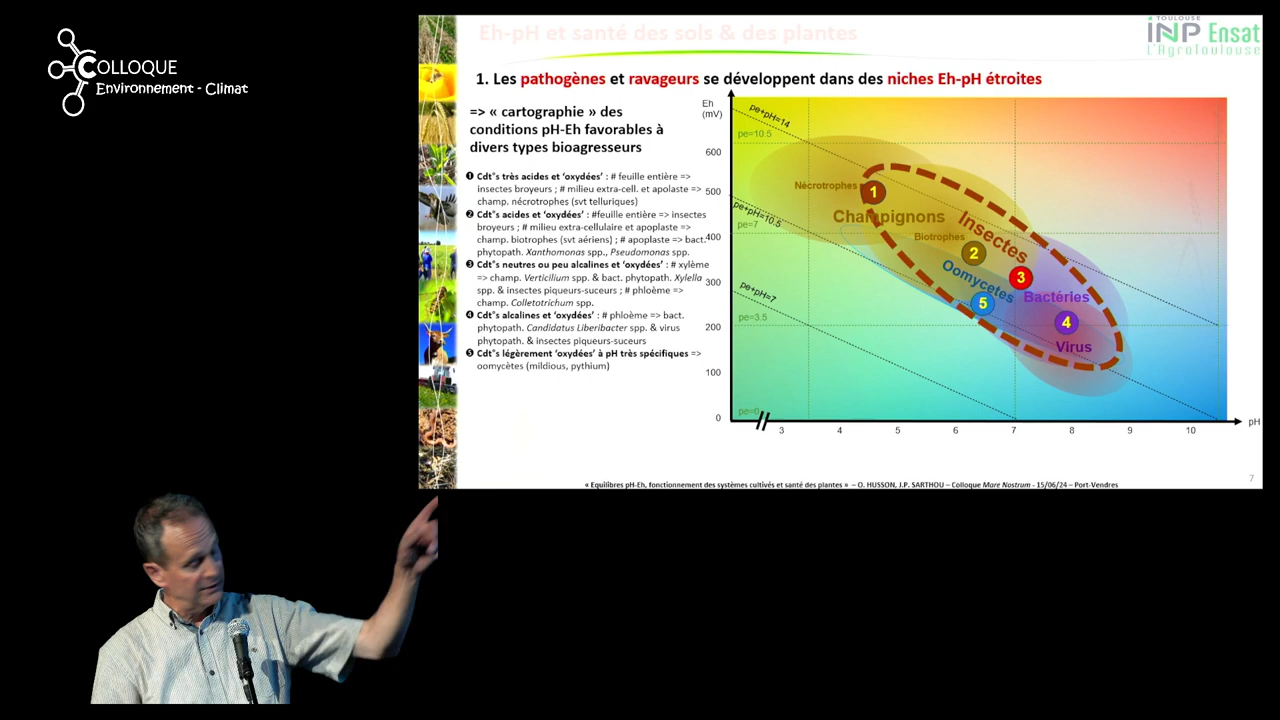 COLLOQUE
Environnement - Climat
Eh-pH et santé des sols & des plantes
TOULOUSE
INP Ensat
L'AgroToulouse
1. Les pathogènes et ravageurs se développent dans des niches Eh-pH étroites
=> « cartographie » des
conditions pH-Eh favorables à
divers types bioagresseurs
❶ Cdt°s très acides et ‘oxydées’ : # feuille entière =>
insectes broyeurs ; # milieu extra-cell. et apolaste =>
champ. nécrotrophes (svt telluriques)
❷ Cdt°s acides et ‘oxydées’ : #feuille entière => insectes
broyeurs ; # milieu extra-cellulaire et apoplaste =>
champ. biotrophes (svt aériens) ; # apoplaste => bact.
phytopath. Xanthomonas spp., Pseudomonas spp.
❸ Cdt°s neutres ou peu alcalines et ‘oxydées’ : # xylème
=> champ. Verticilium spp. & bact. phytopath. Xylella
spp. & insectes piqueurs-suceurs ; # phloème =>
champ. Colletotrichum spp.
❹ Cdt°s alcalines et ‘oxydées’ : # phloème => bact.
phytopath. Candidatus Liberibacter spp. & virus
phytopath. & insectes piqueurs-suceurs
❺ Cdt°s légèrement ‘oxydées’ à pH très spécifiques =>
oomycètes (mildious, pythium)
Eh
(mV)
600
500
400
300
200
100
0
pe+pH=14
pe=10.5
pe+pH=10.5
pe=7
pe+pH=7
pe=3.5
pe=0
Nécrotrophes
1
Champignons
Insectes
Biotrophes
2
Oomycetes
3
5
Bactéries
4
Virus
3 4 5 6 7 8 9 10
pH
7
« Equilibres pH-Eh, fonctionnement des systèmes cultivés et santé des plantes » – O. HUSSON, J.P. SARTHOU – Colloque Mare Nostrum - 15/06/24 – Port-Vendres